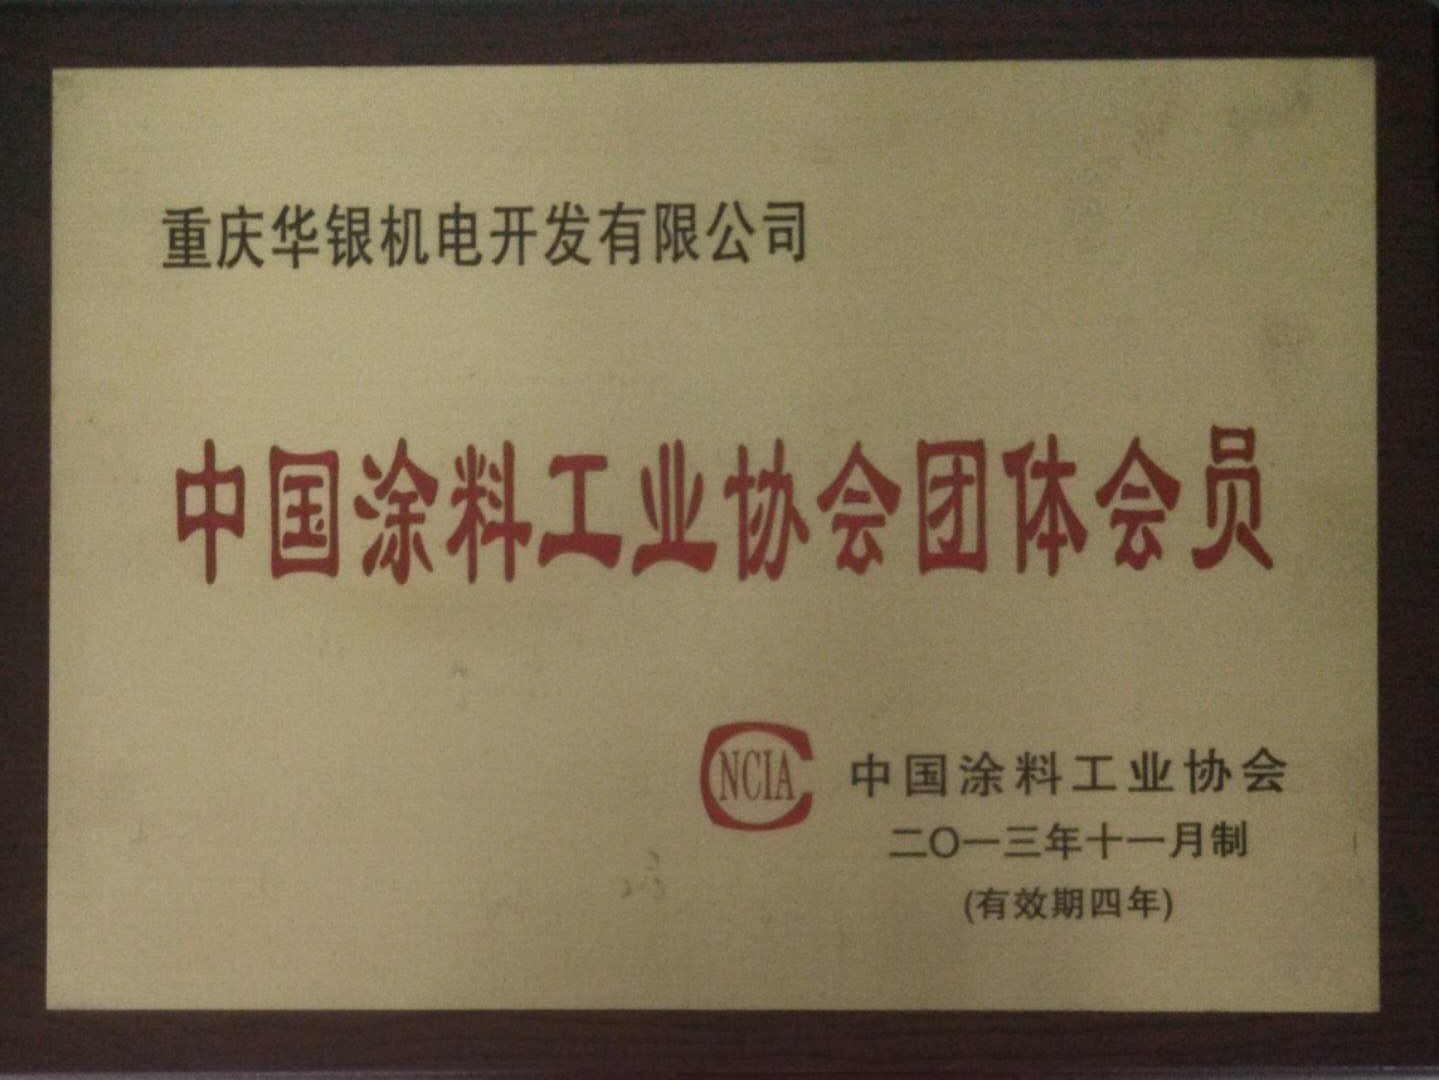 重庆华银机电开发有限公司
中国涂料工业协会团体会员
NCIA
中国涂料工业协会
二〇一三年十一月制
(有效期四年)